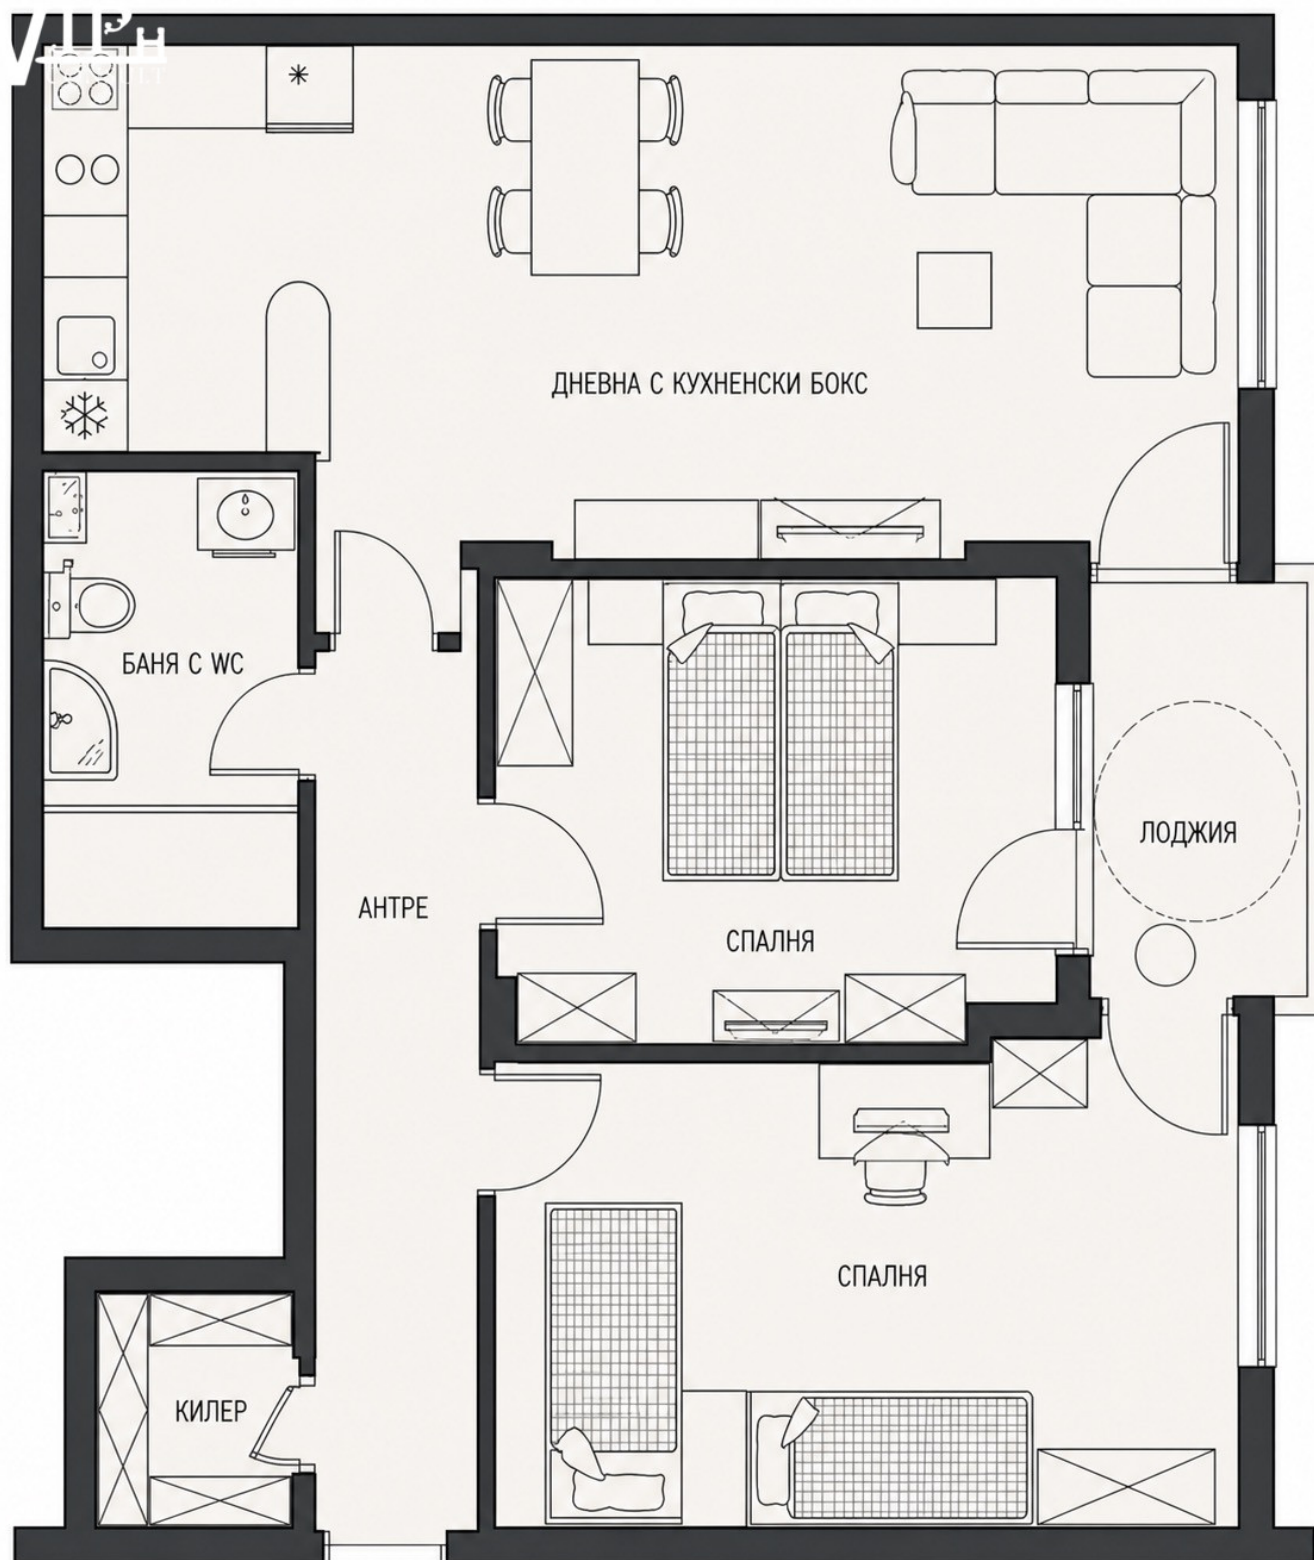 ДНЕВНА С КУХНЕНСКИ БОКС
БАНЯ С WC
ЛОДЖИЯ
АНТРЕ
СПАЛНЯ
СПАЛНЯ
КИЛЕР